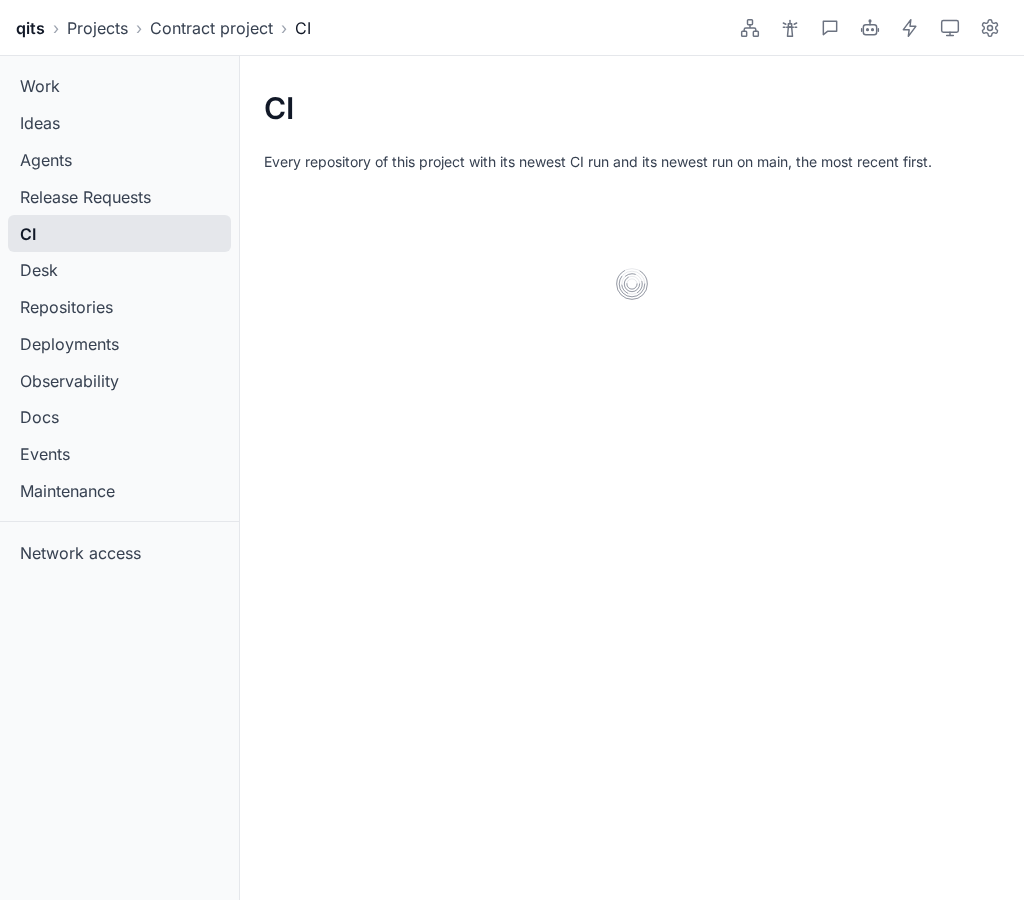 qits › Projects › Contract project › CI
Work
Ideas
Agents
Release Requests
CI
Desk
Repositories
Deployments
Observability
Docs
Events
Maintenance
Network access
CI
Every repository of this project with its newest CI run and its newest run on main, the most recent first.